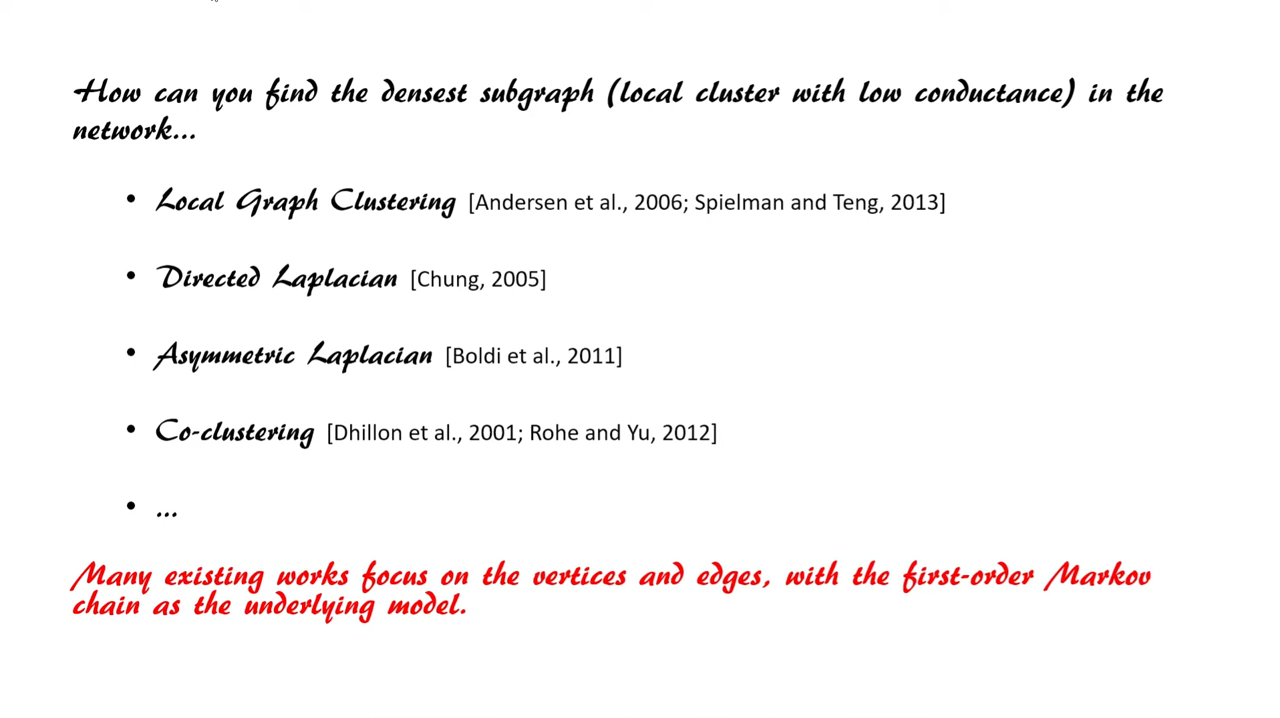 How can you find the densest subgraph (local cluster with low conductance) in the
network...
• Local Graph Clustering [Andersen et al., 2006; Spielman and Teng, 2013]
• Directed Laplacian [Chung, 2005]
• Asymmetric Laplacian [Boldi et al., 2011]
• Co-clustering [Dhillon et al., 2001; Rohe and Yu, 2012]
• ...
Many existing works focus on the vertices and edges, with the first-order Markov
chain as the underlying model.